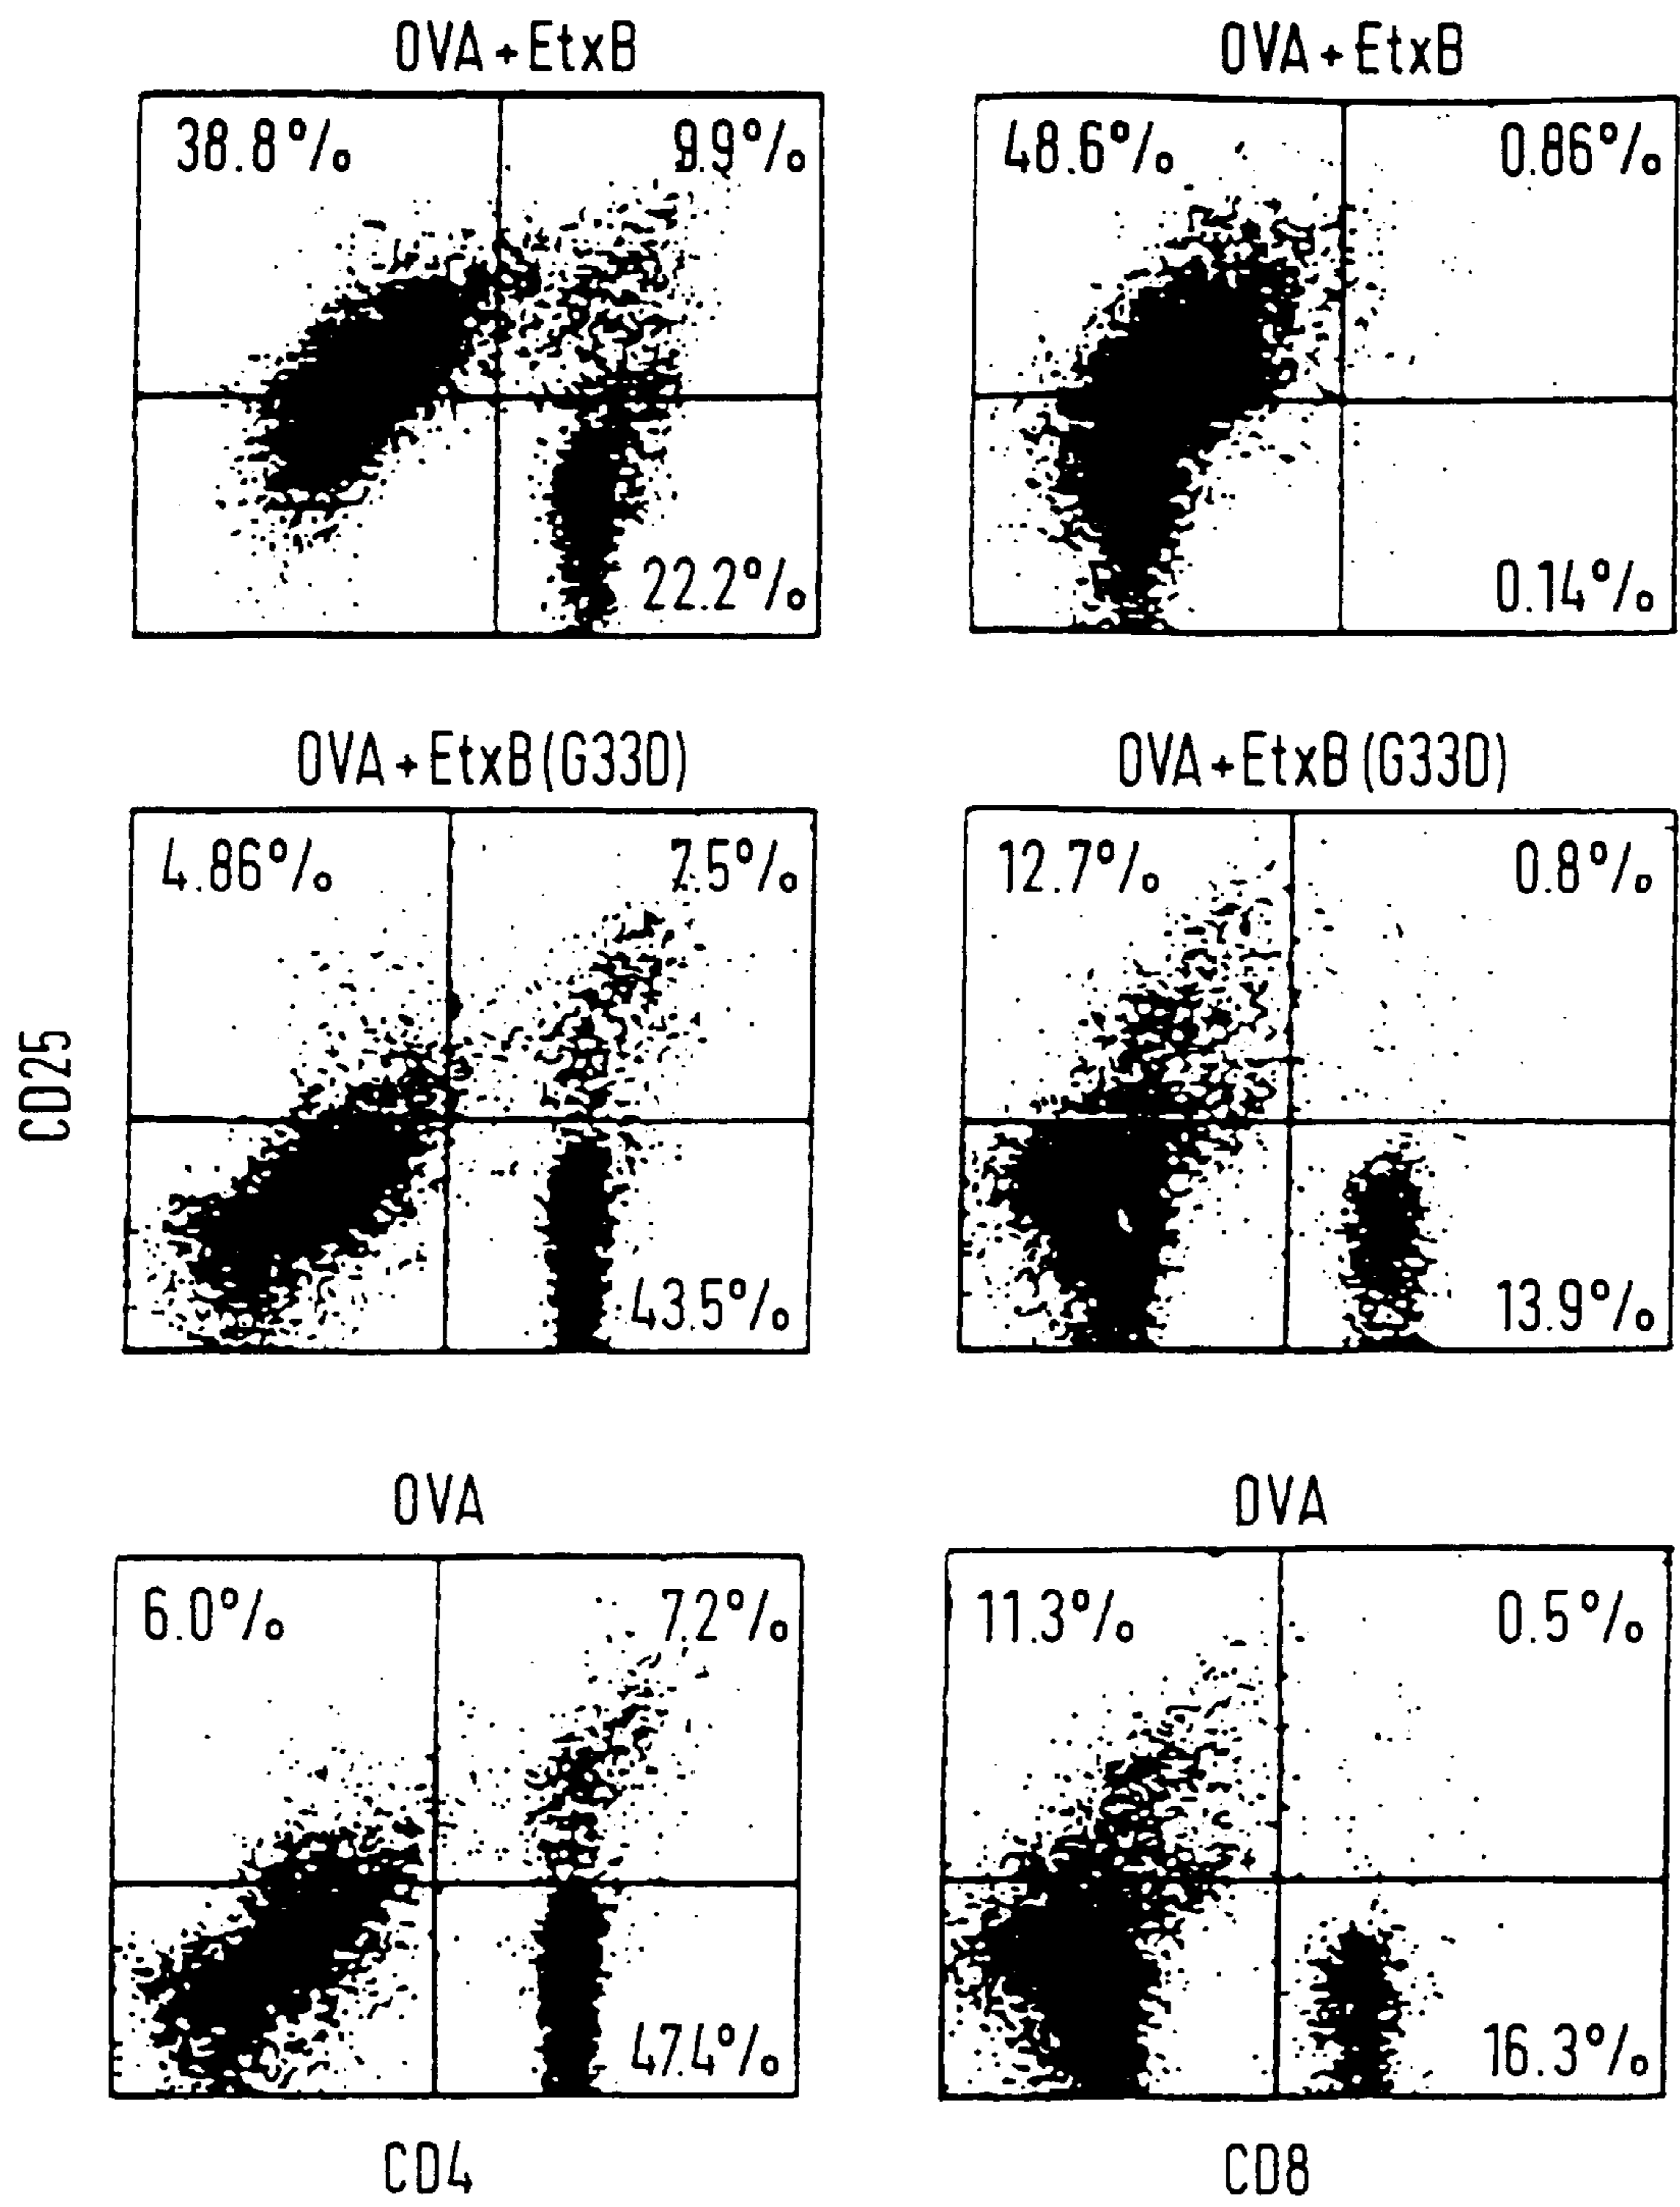 OVA+EtxB
OVA+EtxB
38.8%
9.9%
48.6%
0.86%
22.2%
0.14%
OVA+EtxB(G33D)
OVA+EtxB(G33D)
4.86%
7.5%
12.7%
0.8%
CD25
43.5%
13.9%
OVA
OVA
6.0%
7.2%
11.3%
0.5%
47.4%
16.3%
CD4
CD8